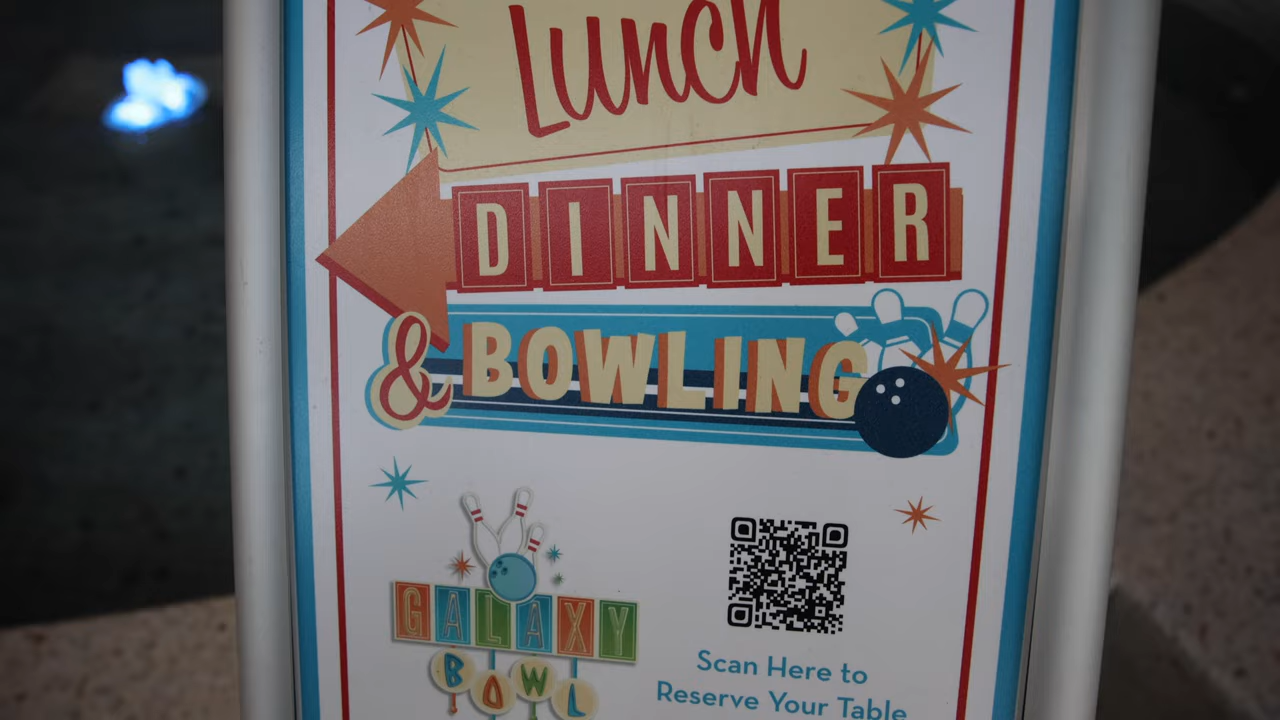 Lunch
DINNER
& BOWLING
GALAXY
BOWL
Scan Here to
Reserve Your Table